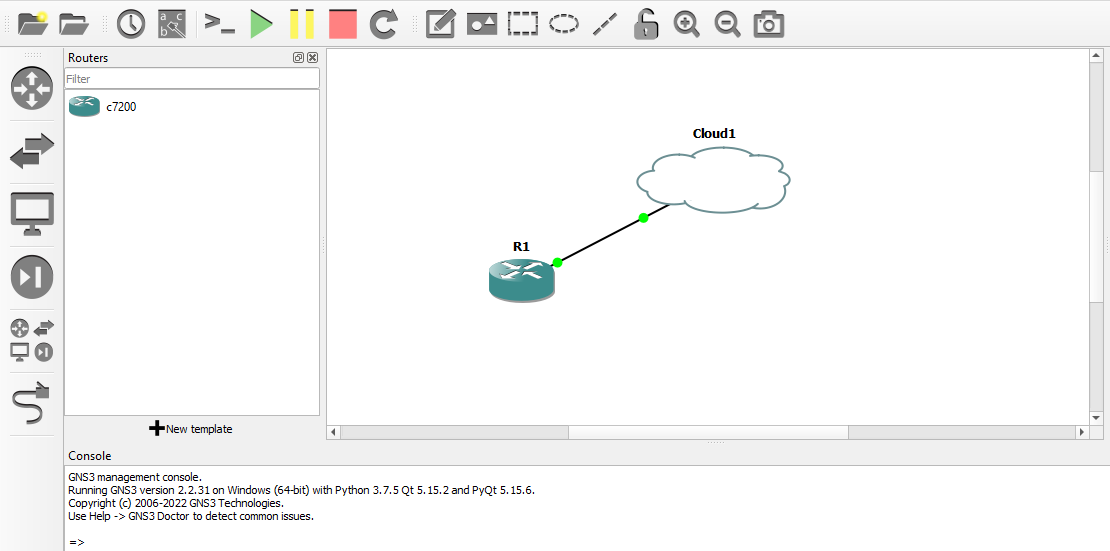 a c
b
Routers
Filter
c7200
New template
Cloud1
R1
Console
GNS3 management console.
Running GNS3 version 2.2.31 on Windows (64-bit) with Python 3.7.5 Qt 5.15.2 and PyQt 5.15.6.
Copyright (c) 2006-2022 GNS3 Technologies.
Use Help -> GNS3 Doctor to detect common issues.
=>